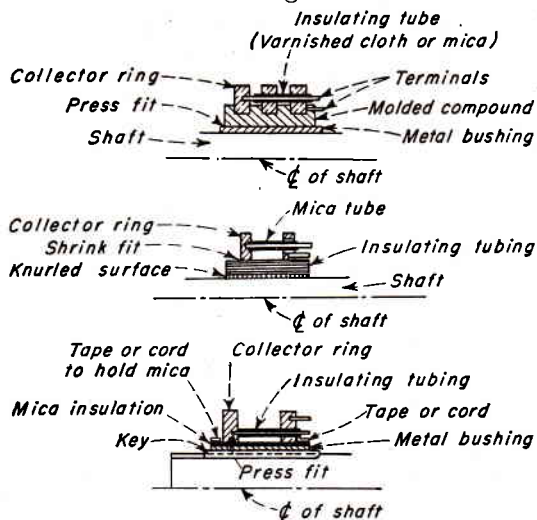 Insulating tube
(Varnished cloth or mica)
Collector ring
Terminals
Press fit
Molded compound
Shaft
Metal bushing
℄ of shaft
Collector ring
Mica tube
Shrink fit
Insulating tubing
Knurled surface
Shaft
℄ of shaft
Tape or cord
to hold mica
Collector ring
Insulating tubing
Mica insulation
Tape or cord
Key
Metal bushing
Press fit
℄ of shaft